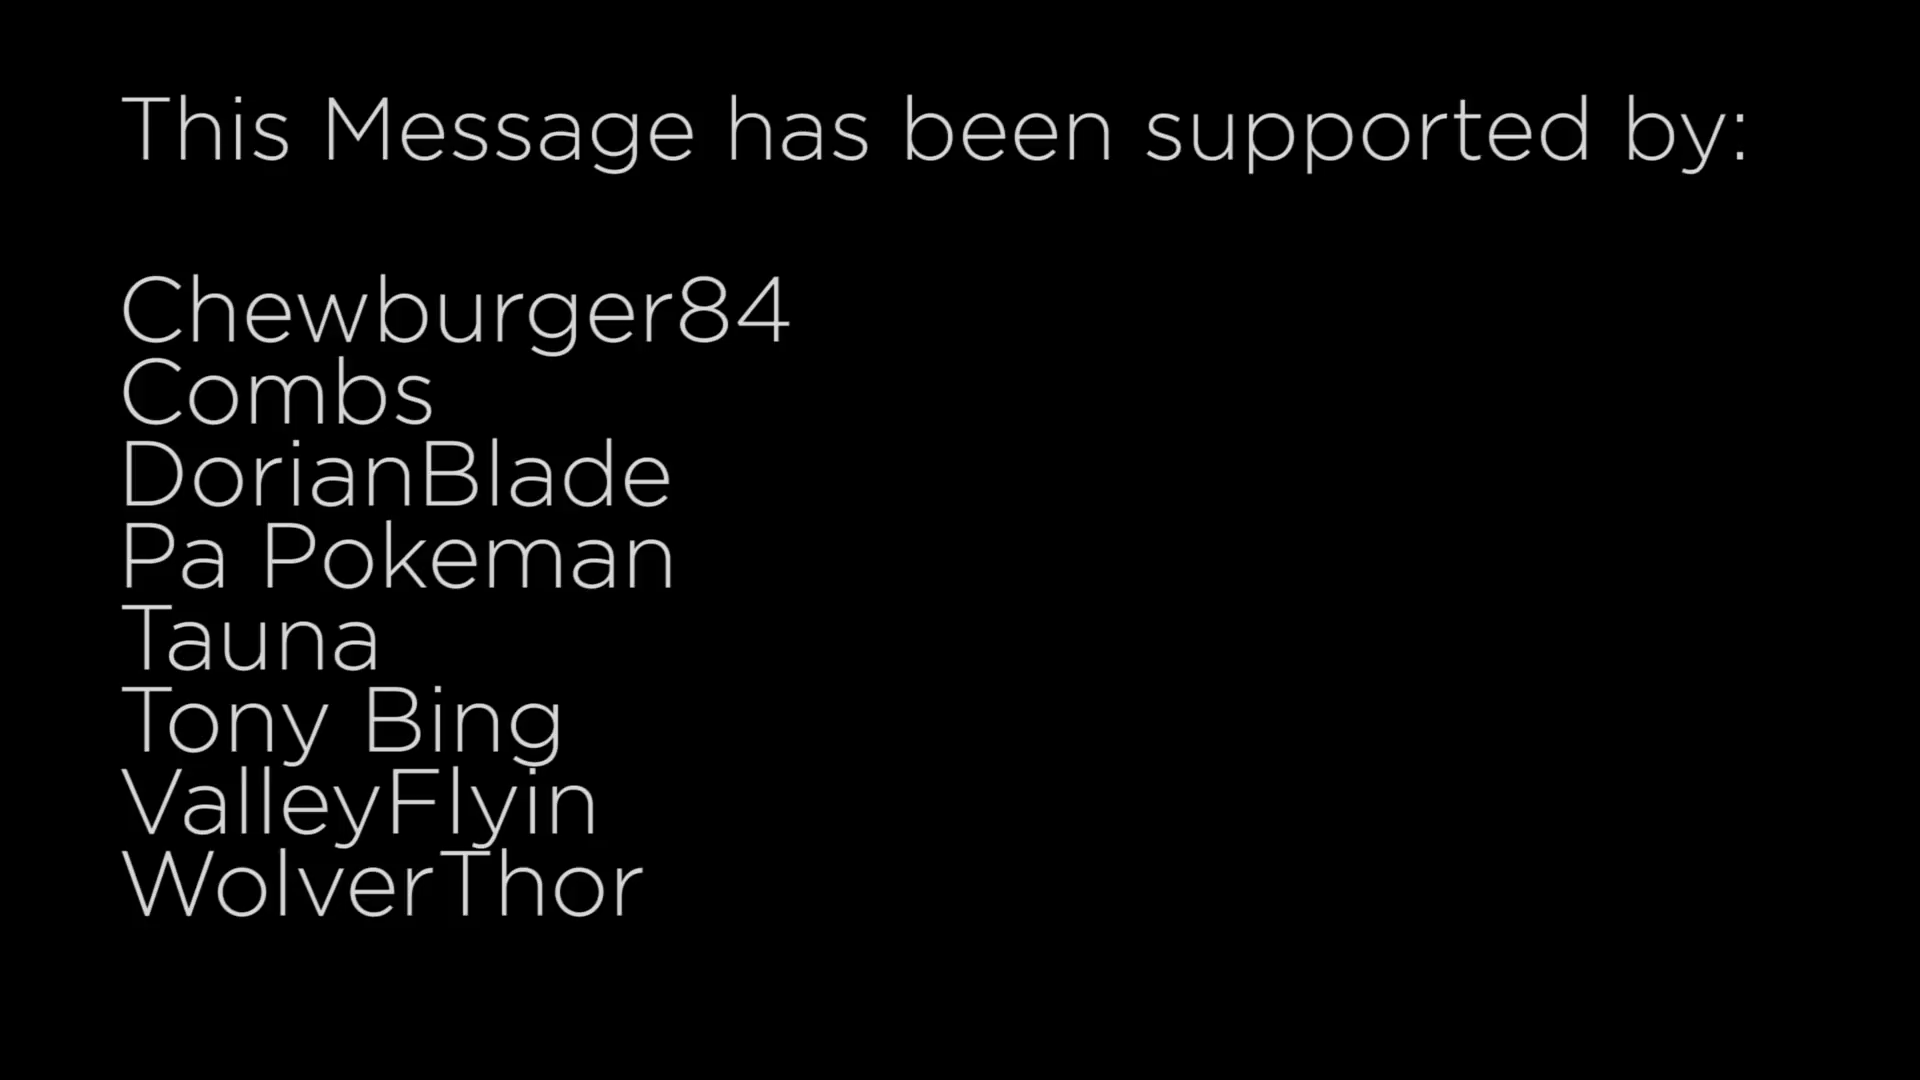 This Message has been supported by:
Chewburger84
Combs
DorianBlade
Pa Pokeman
Tauna
Tony Bing
ValleyFlyin
WolverThor